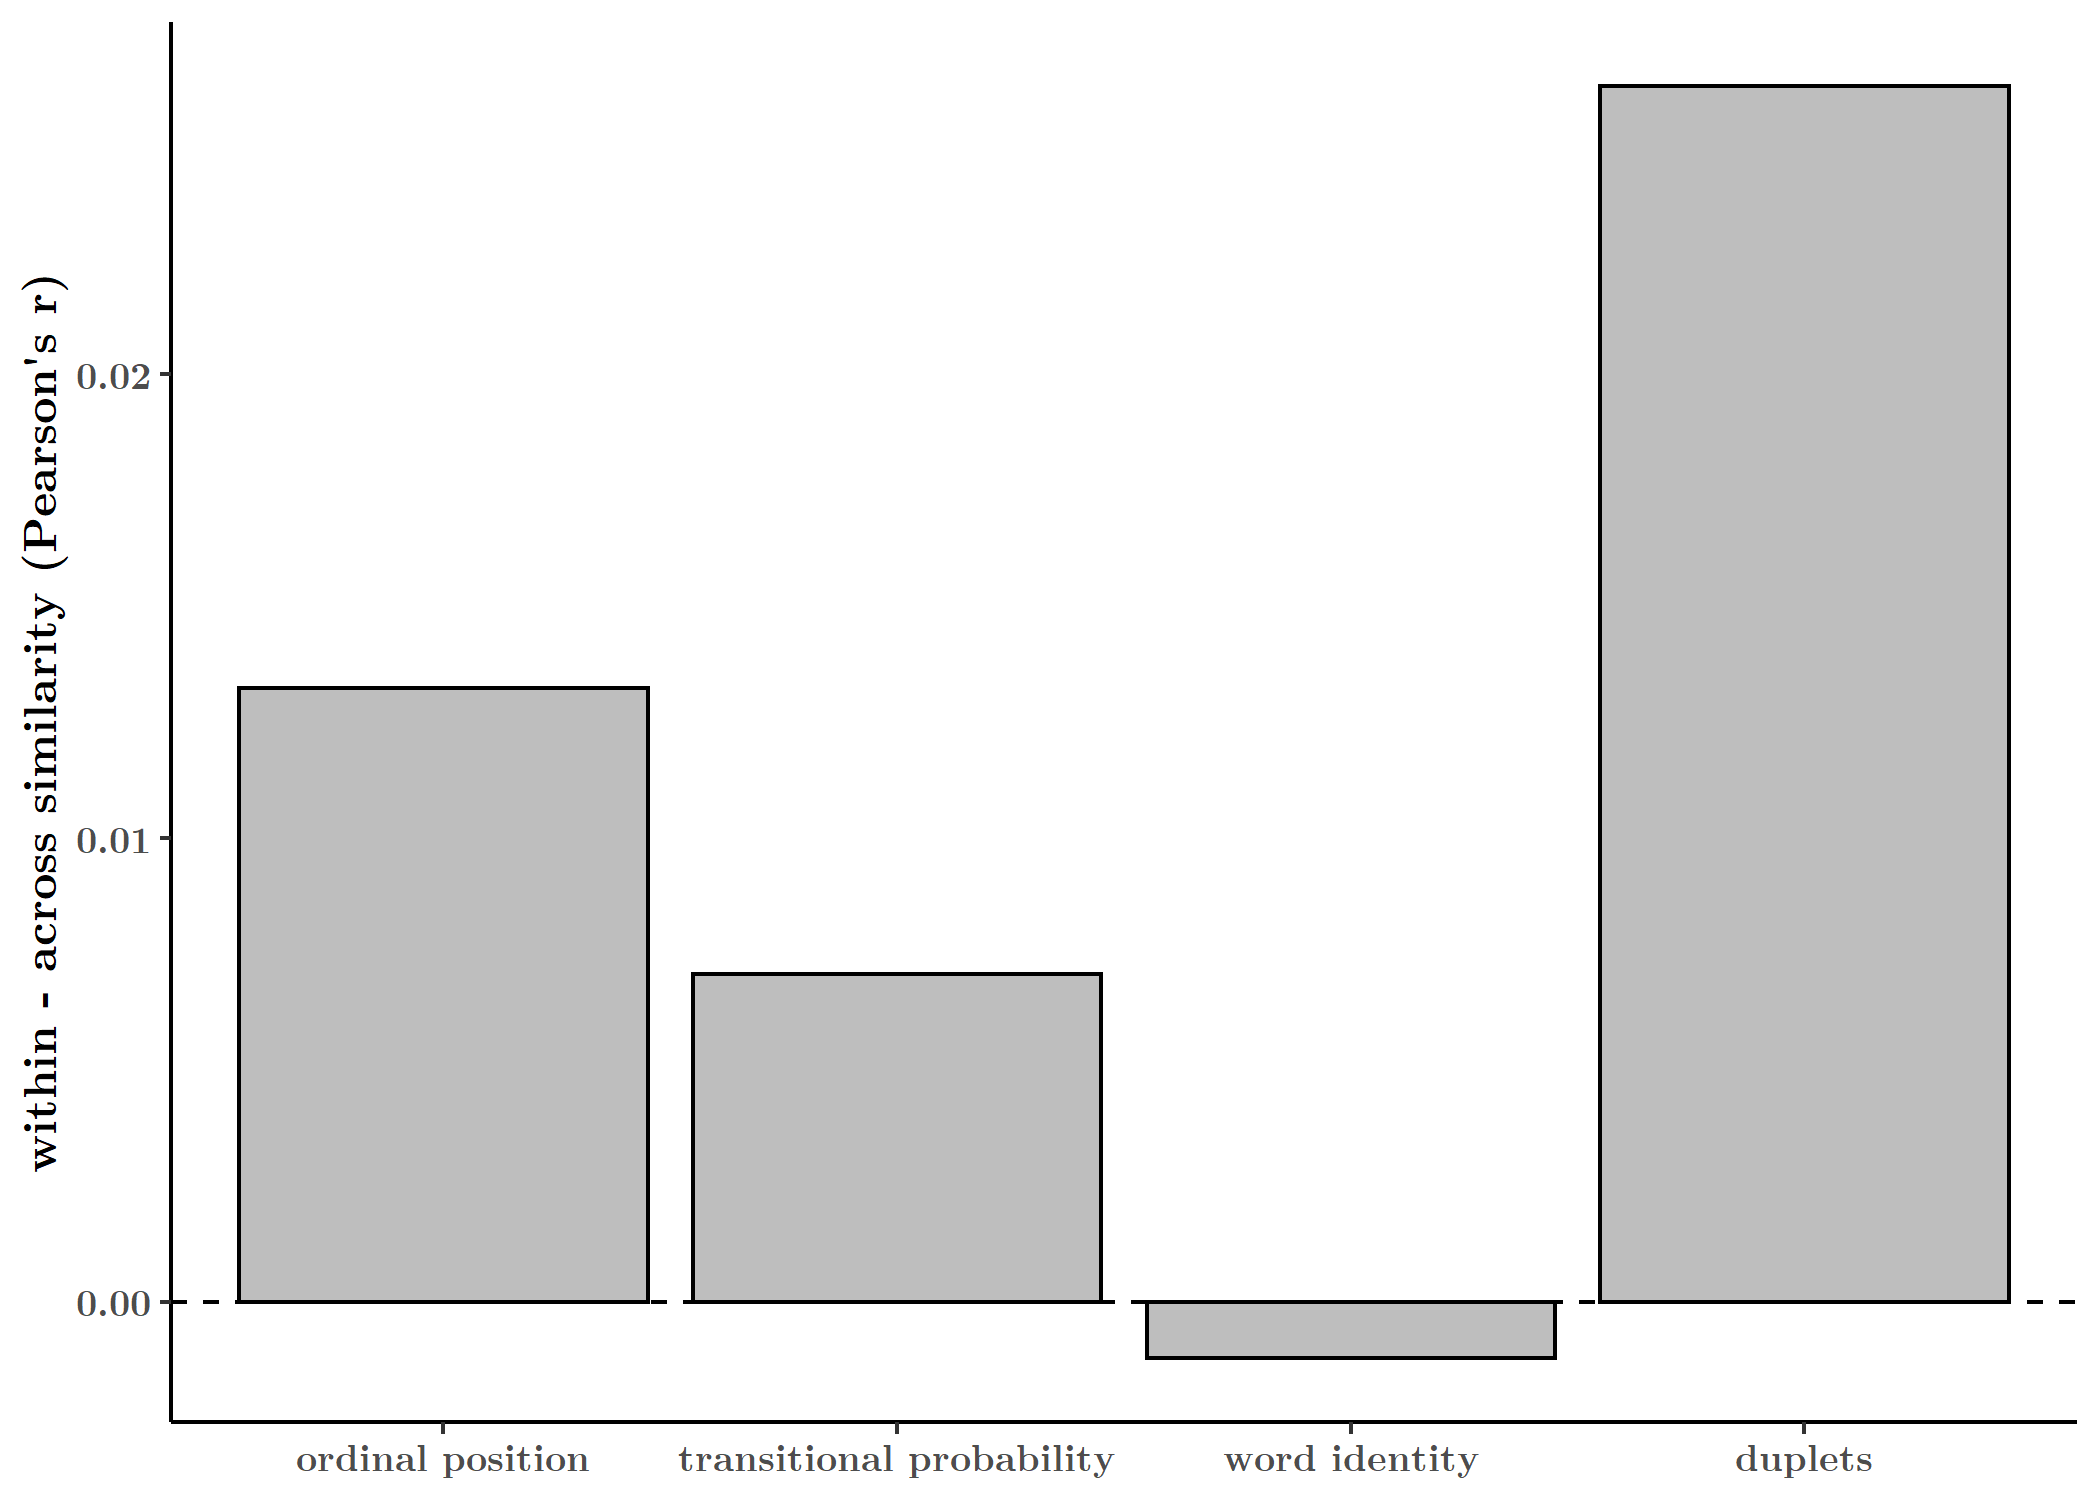 within - across similarity (Pearson's r)
0.02
0.01
0.00
ordinal position
transitional probability
word identity
duplets